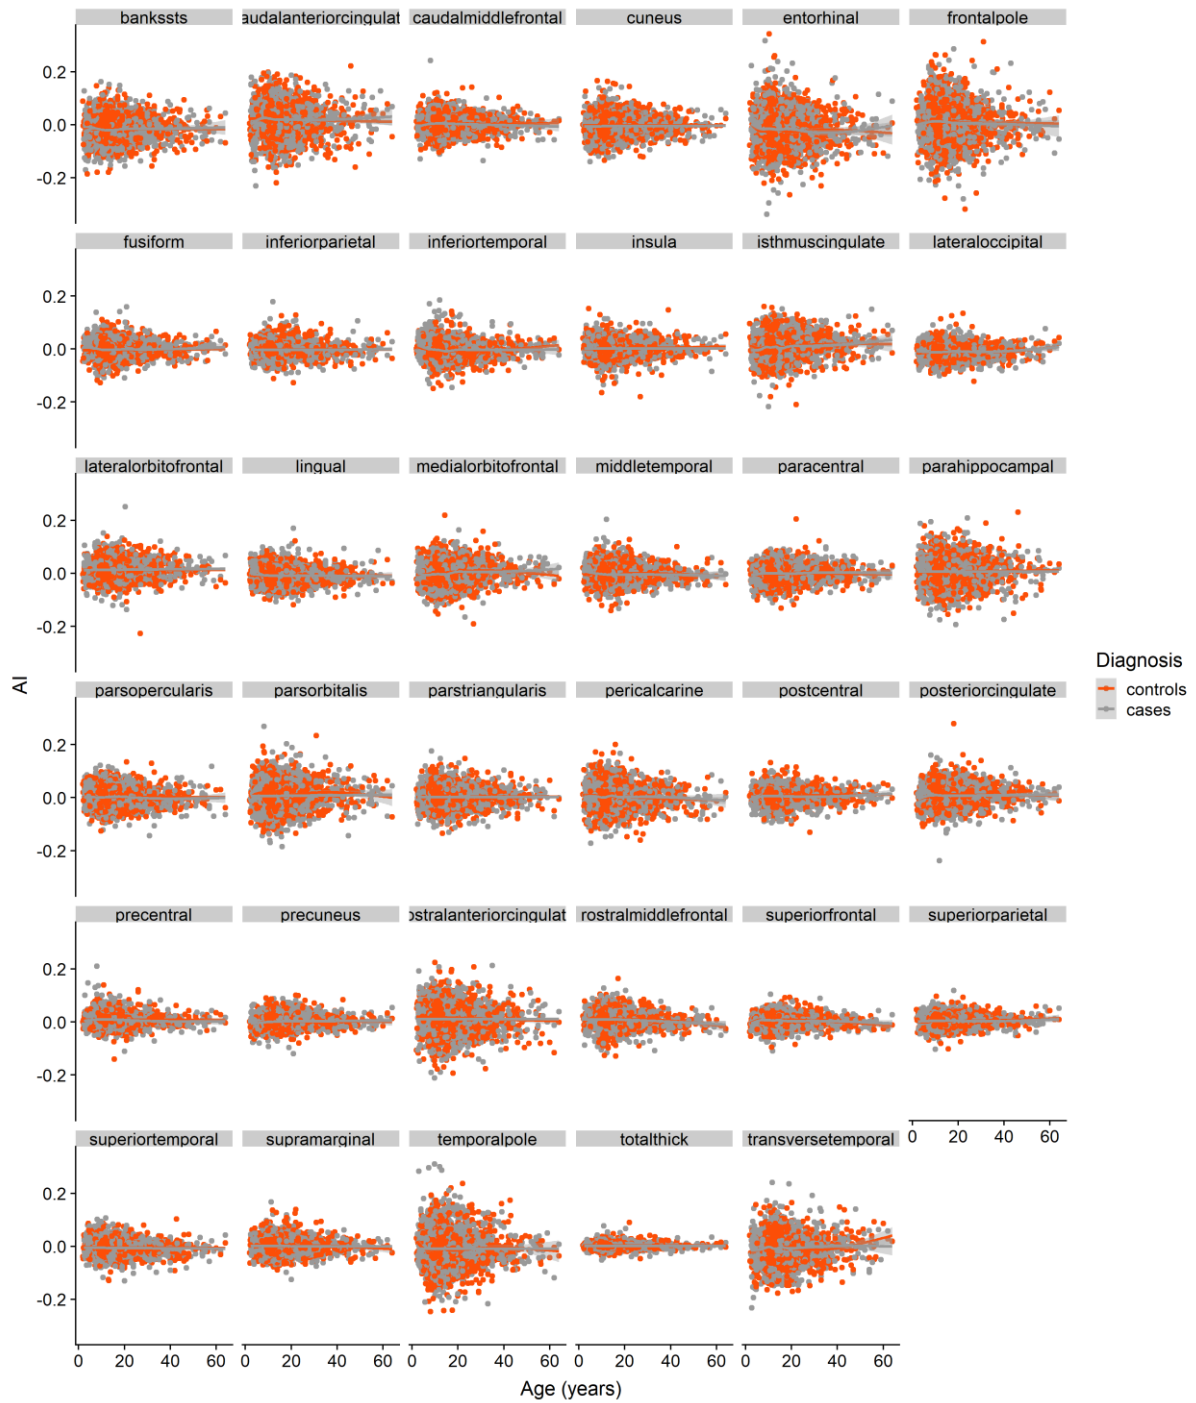 bankssts audalanteriorcingulat caudalmiddlefrontal cuneus entorhinal frontalpole
0.2
0.0
-0.2
fusiform inferiorparietal inferiortemporal insula isthmuscingulate lateraloccipital
0.2
0.0
-0.2
lateralorbitofrontal lingual medialorbitofrontal middletemporal paracentral parahippocampal
0.2
0.0
-0.2
AI
Diagnosis
controls
cases
parsopercularis parsorbitalis parstriangularis pericalcarine postcentral posteriorcingulate
0.2
0.0
-0.2
precentral precuneus ostralanteriorcingulat rostralmiddlefrontal superiorfrontal superiorparietal
0.2
0.0
-0.2
0 20 40 60
superiortemporal supramarginal temporalpole totalthick transversetemporal
0.2
0.0
-0.2
0 20 40 60 0 20 40 60 0 20 40 60 0 20 40 60 0 20 40 60
Age (years)